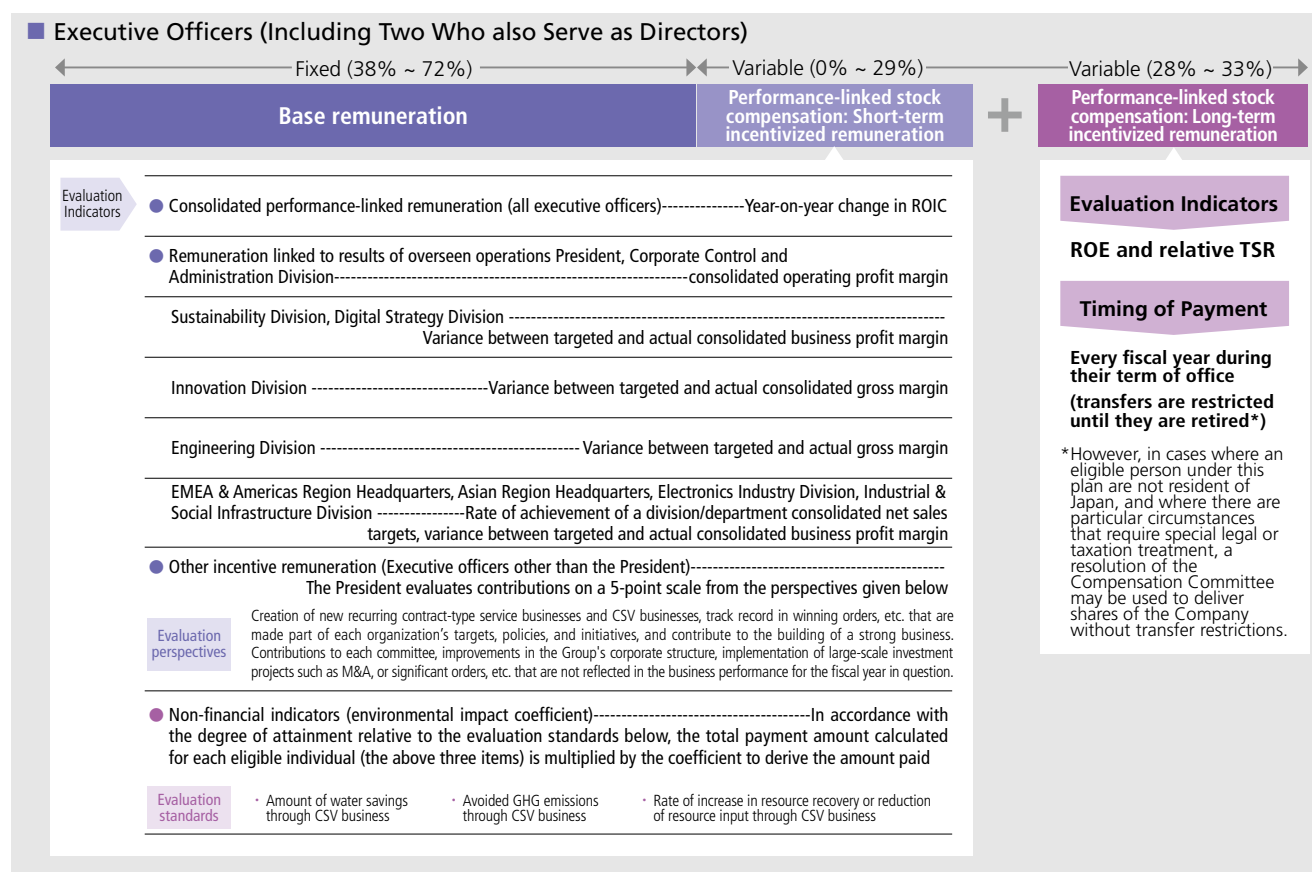 Executive Officers (Including Two Who also Serve as Directors)
Fixed (38% ~ 72%)
Variable (0% ~ 29%)
Variable (28% ~ 33%)
Base remuneration
Performance-linked stock
compensation: Short-term
incentivized remuneration
+
Performance-linked stock
compensation: Long-term
incentivized remuneration
Evaluation
Indicators
● Consolidated performance-linked remuneration (all executive officers)---------------Year-on-year change in ROIC
● Remuneration linked to results of overseen operations President, Corporate Control and
Administration Division----------------------------------------------------------------consolidated operating profit margin
Sustainability Division, Digital Strategy Division -------------------------------------------------------------------------------
Variance between targeted and actual consolidated business profit margin
Innovation Division --------------------------------Variance between targeted and actual consolidated gross margin
Engineering Division ----------------------------------------------- Variance between targeted and actual gross margin
EMEA & Americas Region Headquarters, Asian Region Headquarters, Electronics Industry Division, Industrial &
Social Infrastructure Division ----------------Rate of achievement of a division/department consolidated net sales
targets, variance between targeted and actual consolidated business profit margin
● Other incentive remuneration (Executive officers other than the President)----------------------------------------------
The President evaluates contributions on a 5-point scale from the perspectives given below
Evaluation
perspectives
Creation of new recurring contract-type service businesses and CSV businesses, track record in winning orders, etc. that are
made part of each organization's targets, policies, and initiatives, and contribute to the building of a strong business.
Contributions to each committee, improvements in the Group's corporate structure, implementation of large-scale investment
projects such as M&A, or significant orders, etc. that are not reflected in the business performance for the fiscal year in question.
● Non-financial indicators (environmental impact coefficient)---------------------------------------In accordance with
the degree of attainment relative to the evaluation standards below, the total payment amount calculated
for each eligible individual (the above three items) is multiplied by the coefficient to derive the amount paid
Evaluation
standards
・ Amount of water savings
through CSV business
・ Avoided GHG emissions
through CSV business
・ Rate of increase in resource recovery or reduction
of resource input through CSV business
Evaluation Indicators
ROE and relative TSR
Timing of Payment
Every fiscal year during
their term of office
(transfers are restricted
until they are retired*)
*However, in cases where an
eligible person under this
plan are not resident of
Japan, and where there are
particular circumstances
that require special legal or
taxation treatment, a
resolution of the
Compensation Committee
may be used to deliver
shares of the Company
without transfer restrictions.